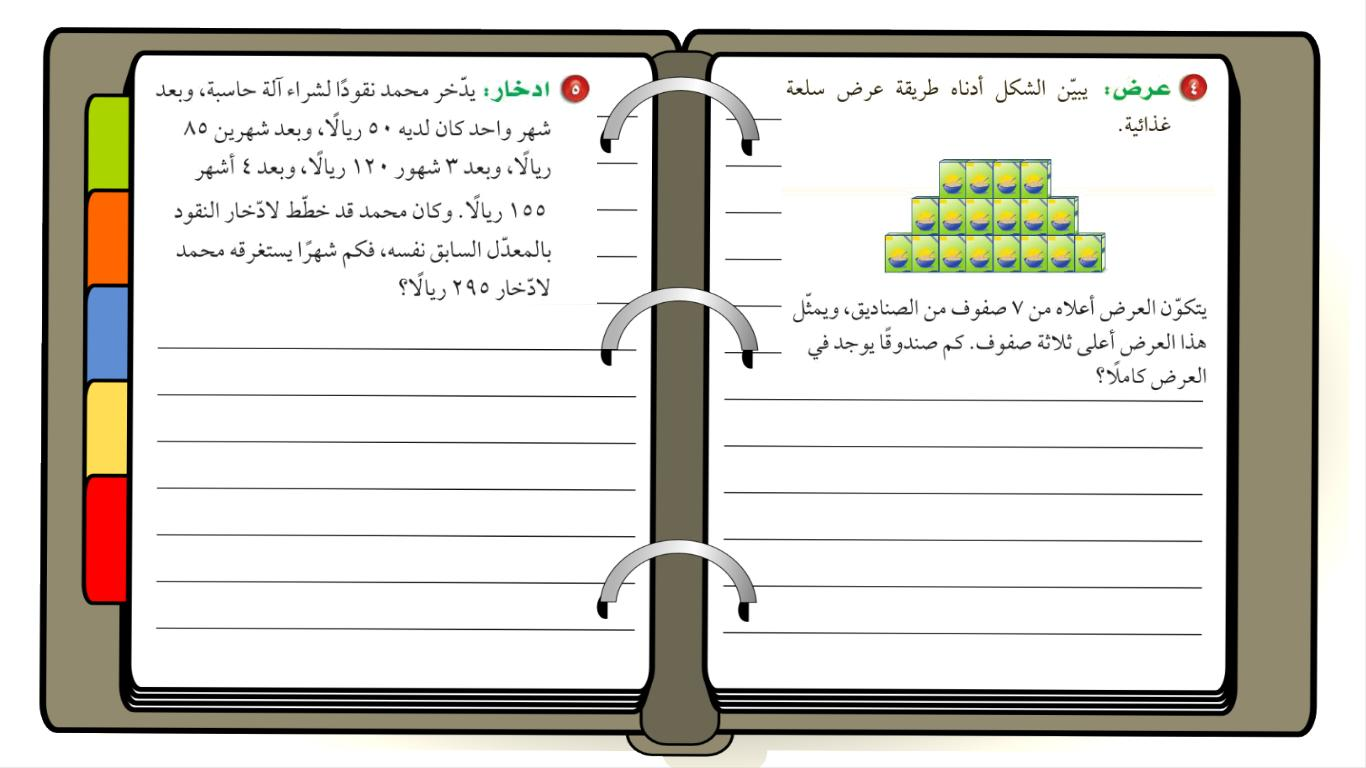 ٤ عرض: يبيّن الشكل أدناه طريقة عرض سلعة
غذائية.
يتكوّن العرض أعلاه من ٧ صفوف من الصناديق، ويمثّل
هذا العرض أعلى ثلاثة صفوف. كم صندوقًا يوجد في
العرض كاملًا؟
٥ ادخار: يدّخر محمد نقودًا لشراء آلة حاسبة، وبعد
شهر واحد كان لديه ٥٠ ريالًا، وبعد شهرين ٨٥
ريالًا، وبعد ٣ شهور ١٢٠ ريالًا، وبعد ٤ أشهر
١٥٥ ريالًا. وكان محمد قد خطّط لادّخار النقود
بالمعدّل السابق نفسه، فكم شهرًا يستغرقه محمد
لادّخار ٢٩٥ ريالًا؟